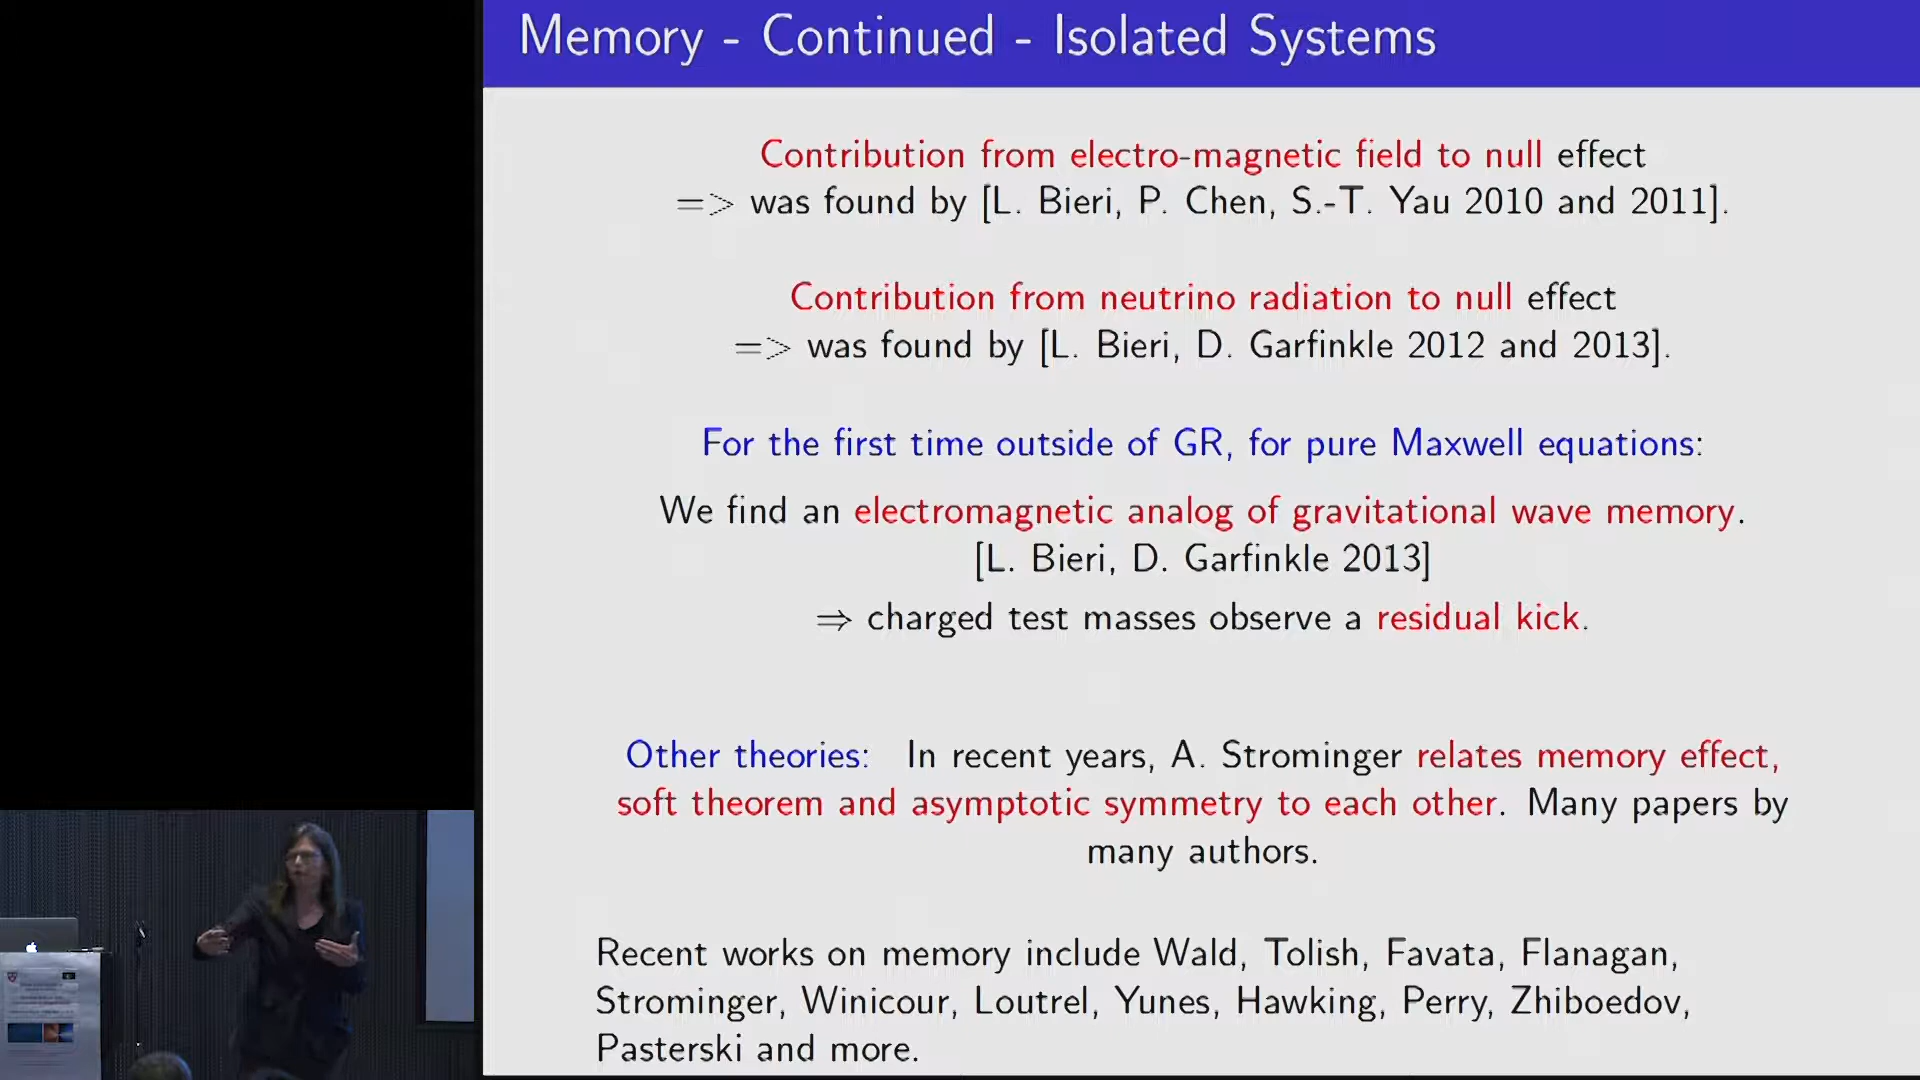 Memory - Continued - Isolated Systems
Contribution from electro-magnetic field to null effect
=> was found by [L. Bieri, P. Chen, S.-T. Yau 2010 and 2011].
Contribution from neutrino radiation to null effect
=> was found by [L. Bieri, D. Garfinkle 2012 and 2013].
For the first time outside of GR, for pure Maxwell equations:
We find an electromagnetic analog of gravitational wave memory.
[L. Bieri, D. Garfinkle 2013]
⇒ charged test masses observe a residual kick.
Other theories: In recent years, A. Strominger relates memory effect,
soft theorem and asymptotic symmetry to each other. Many papers by
many authors.
Recent works on memory include Wald, Tolish, Favata, Flanagan,
Strominger, Winicour, Loutrel, Yunes, Hawking, Perry, Zhiboedov,
Pasterski and more.